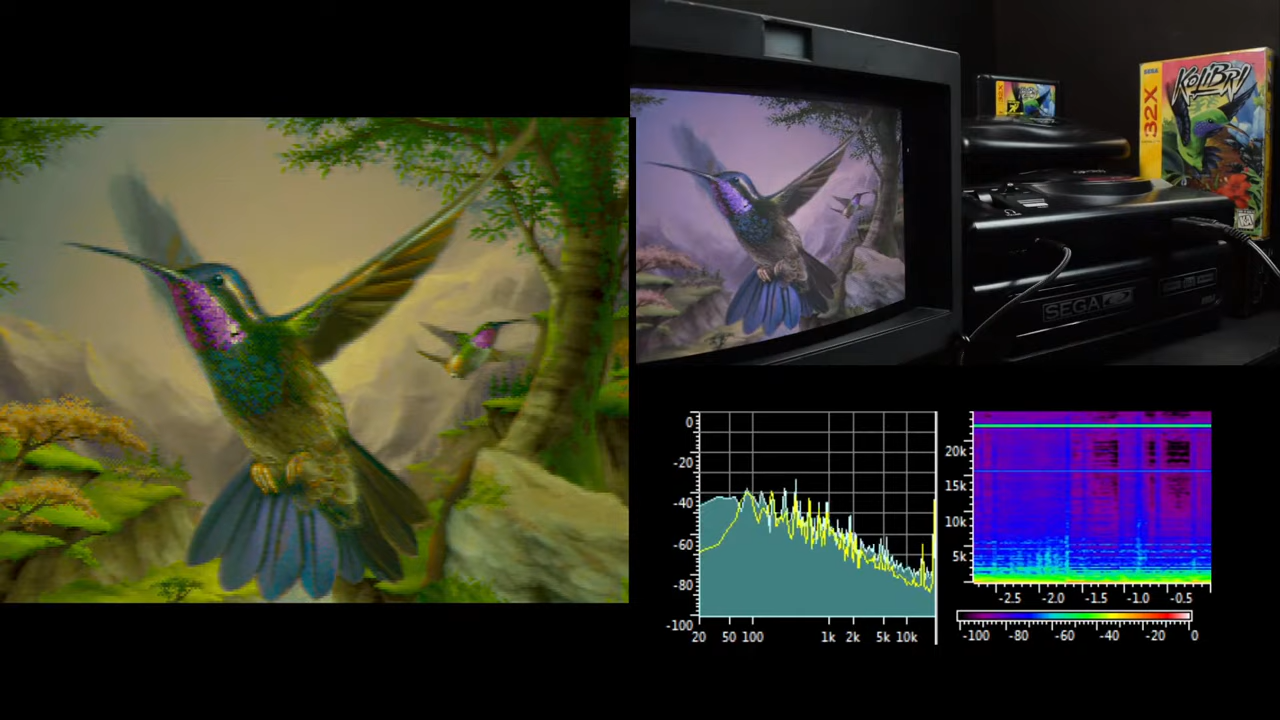 SEGA
KOLIBRI
32X
32X
SEGA
0
-20
-40
-60
-80
-100
20 50 100 1k 2k 5k 10k
20k
15k
10k
5k
-2.5 -2.0 -1.5 -1.0 -0.5
-100 -80 -60 -40 -20 0